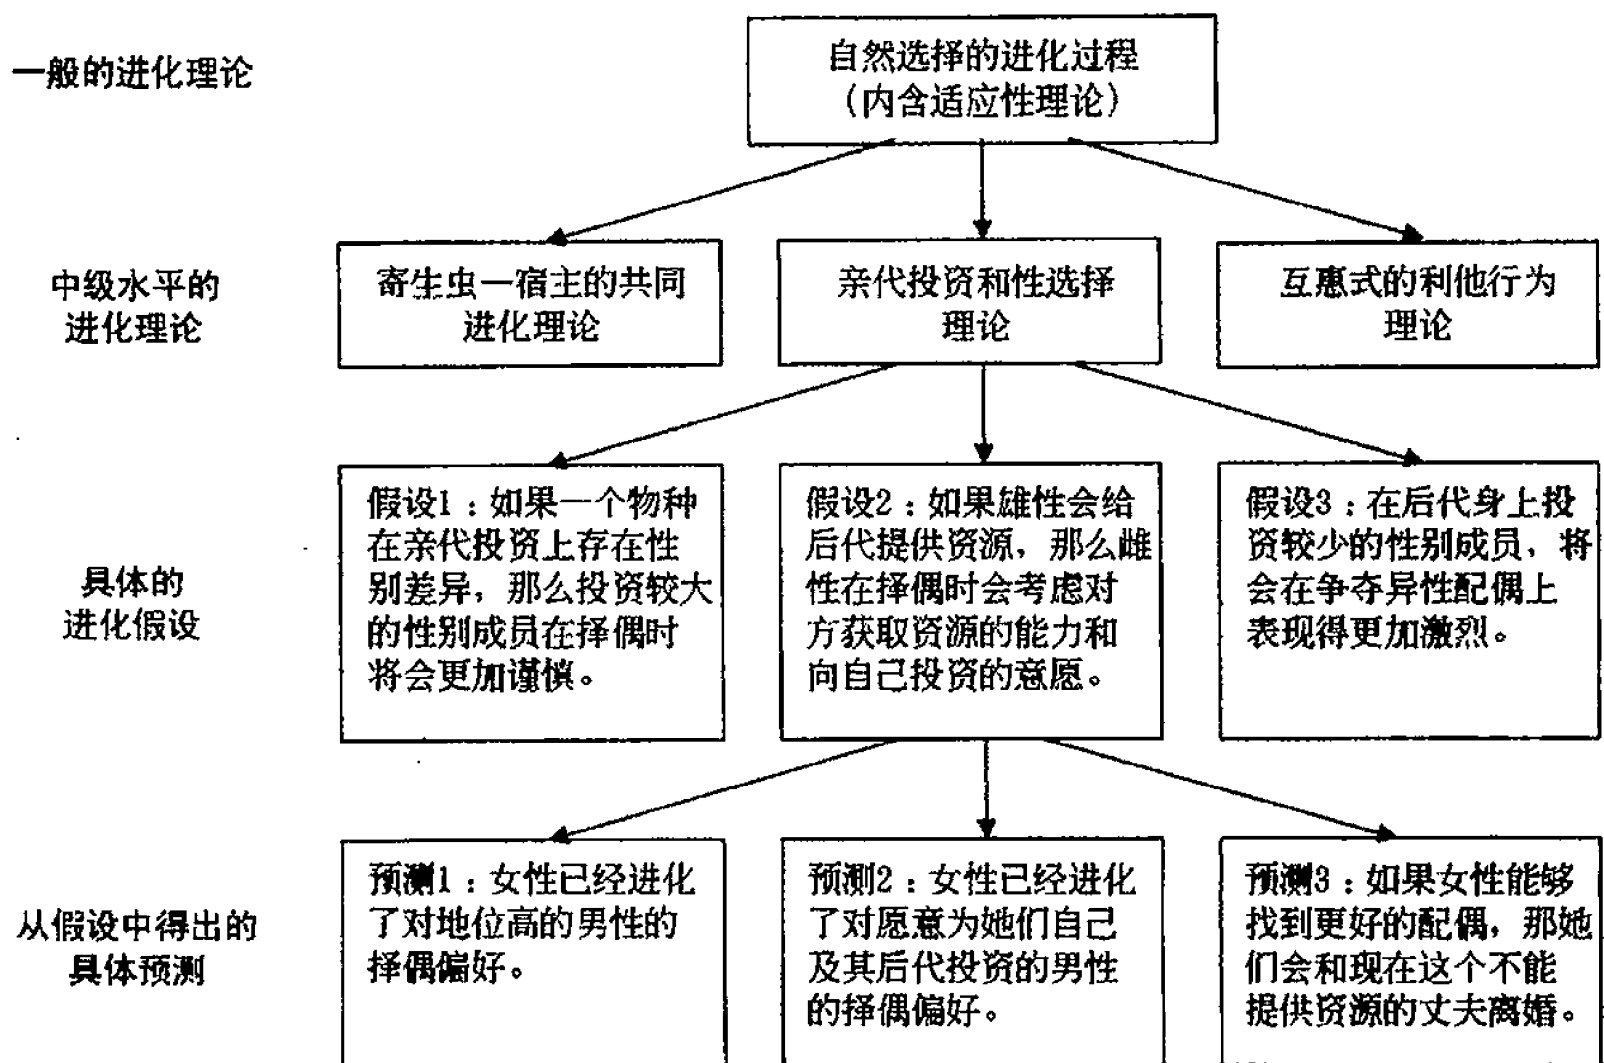 一般的进化理论
自然选择的进化过程
(内含适应性理论)
中级水平的
进化理论
寄生虫—宿主的共同
进化理论
亲代投资和性选择
理论
互惠式的利他行为
理论
具体的
进化假设
假设1：如果一个物种
在亲代投资上存在性
别差异，那么投资较大
的性别成员在择偶时
将会更加谨慎。
假设2：如果雄性会给
后代提供资源，那么雌
性在择偶时会考虑对
方获取资源的能力和
向自己投资的意愿。
假设3：在后代身上投
资较少的性别成员，将
会在争夺异性配偶上
表现得更加激烈。
从假设中得出的
具体预测
预测1：女性已经进化
了对地位高的男性的
择偶偏好。
预测2：女性已经进化
了对愿意为她们自己
及其后代投资的男性
的择偶偏好。
预测3：如果女性能够
找到更好的配偶，那她
们会和现在这个不能
提供资源的丈夫离婚。